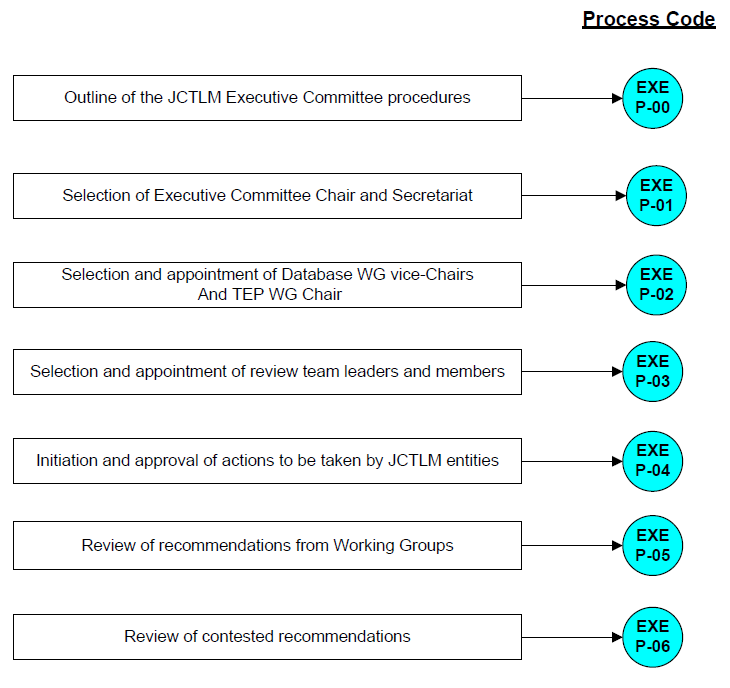 Process Code
Outline of the JCTLM Executive Committee procedures
EXE
P-00
Selection of Executive Committee Chair and Secretariat
EXE
P-01
Selection and appointment of Database WG vice-Chairs
And TEP WG Chair
EXE
P-02
Selection and appointment of review team leaders and members
EXE
P-03
Initiation and approval of actions to be taken by JCTLM entities
EXE
P-04
Review of recommendations from Working Groups
EXE
P-05
Review of contested recommendations
EXE
P-06